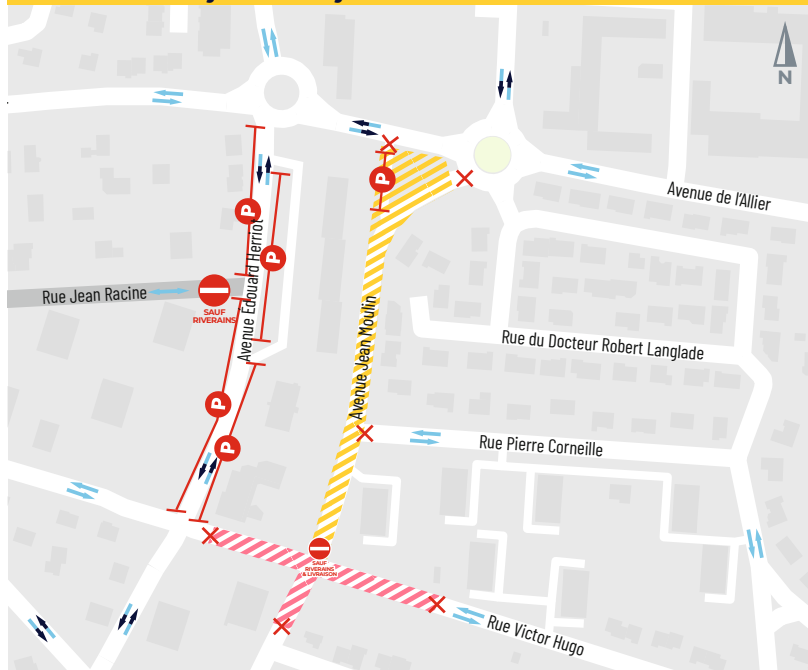 N
Avenue de l'Allier
P
P
Avenue Edouard Herriot
P
Rue Jean Racine
SAUF
RIVERAINS
Avenue Jean Moulin
Rue du Docteur Robert Langlade
P
P
Rue Pierre Corneille
SAUF
RIVERAINS
& LIVRAISON
Rue Victor Hugo